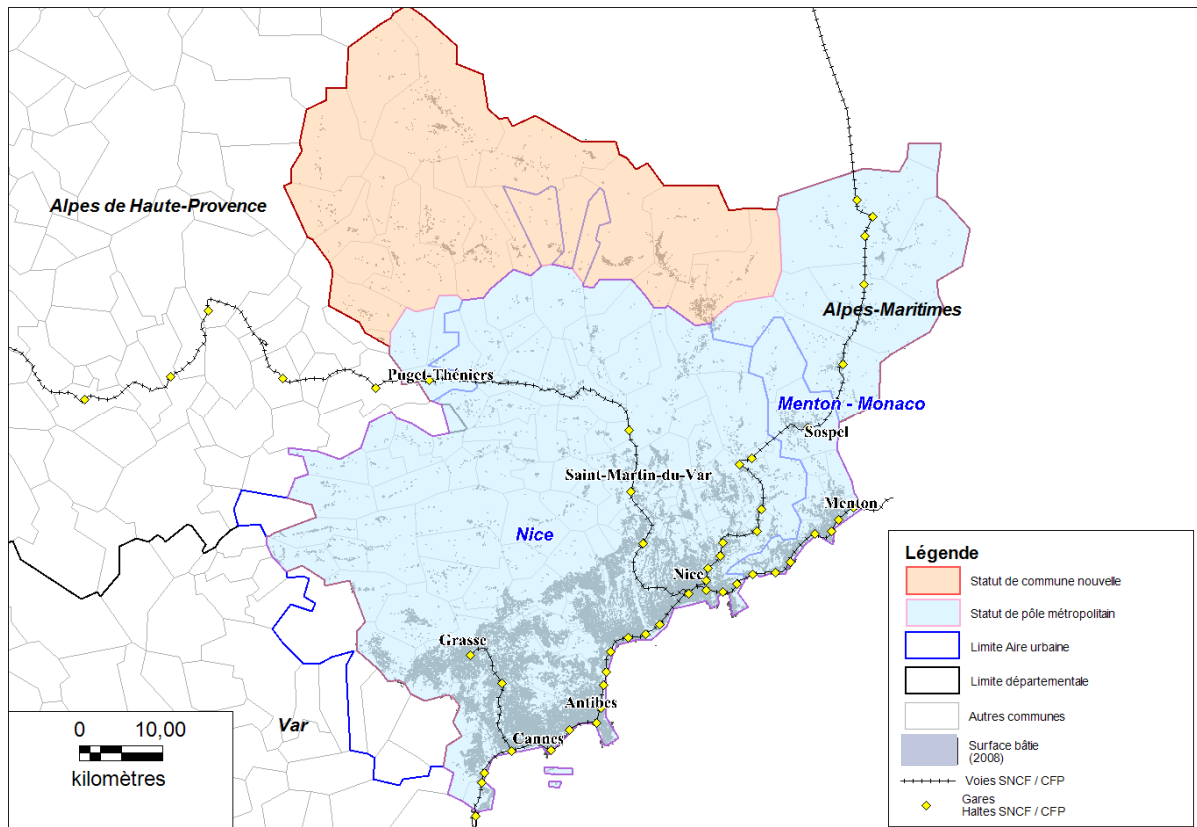 Alpes de Haute-Provence
Alpes-Maritimes
Puget-Théniers
Menton - Monaco
Sospel
Saint-Martin-du-Var
Menton
Nice
Nice
Grasse
Antibes
Var
Cannes
0 10,00
kilomètres
Légende
Statut de commune nouvelle
Statut de pôle métropolitain
Limite Aire urbaine
Limite départementale
Autres communes
Surface bâtie
(2008)
Voies SNCF / CFP
Gares
Haltes SNCF / CFP